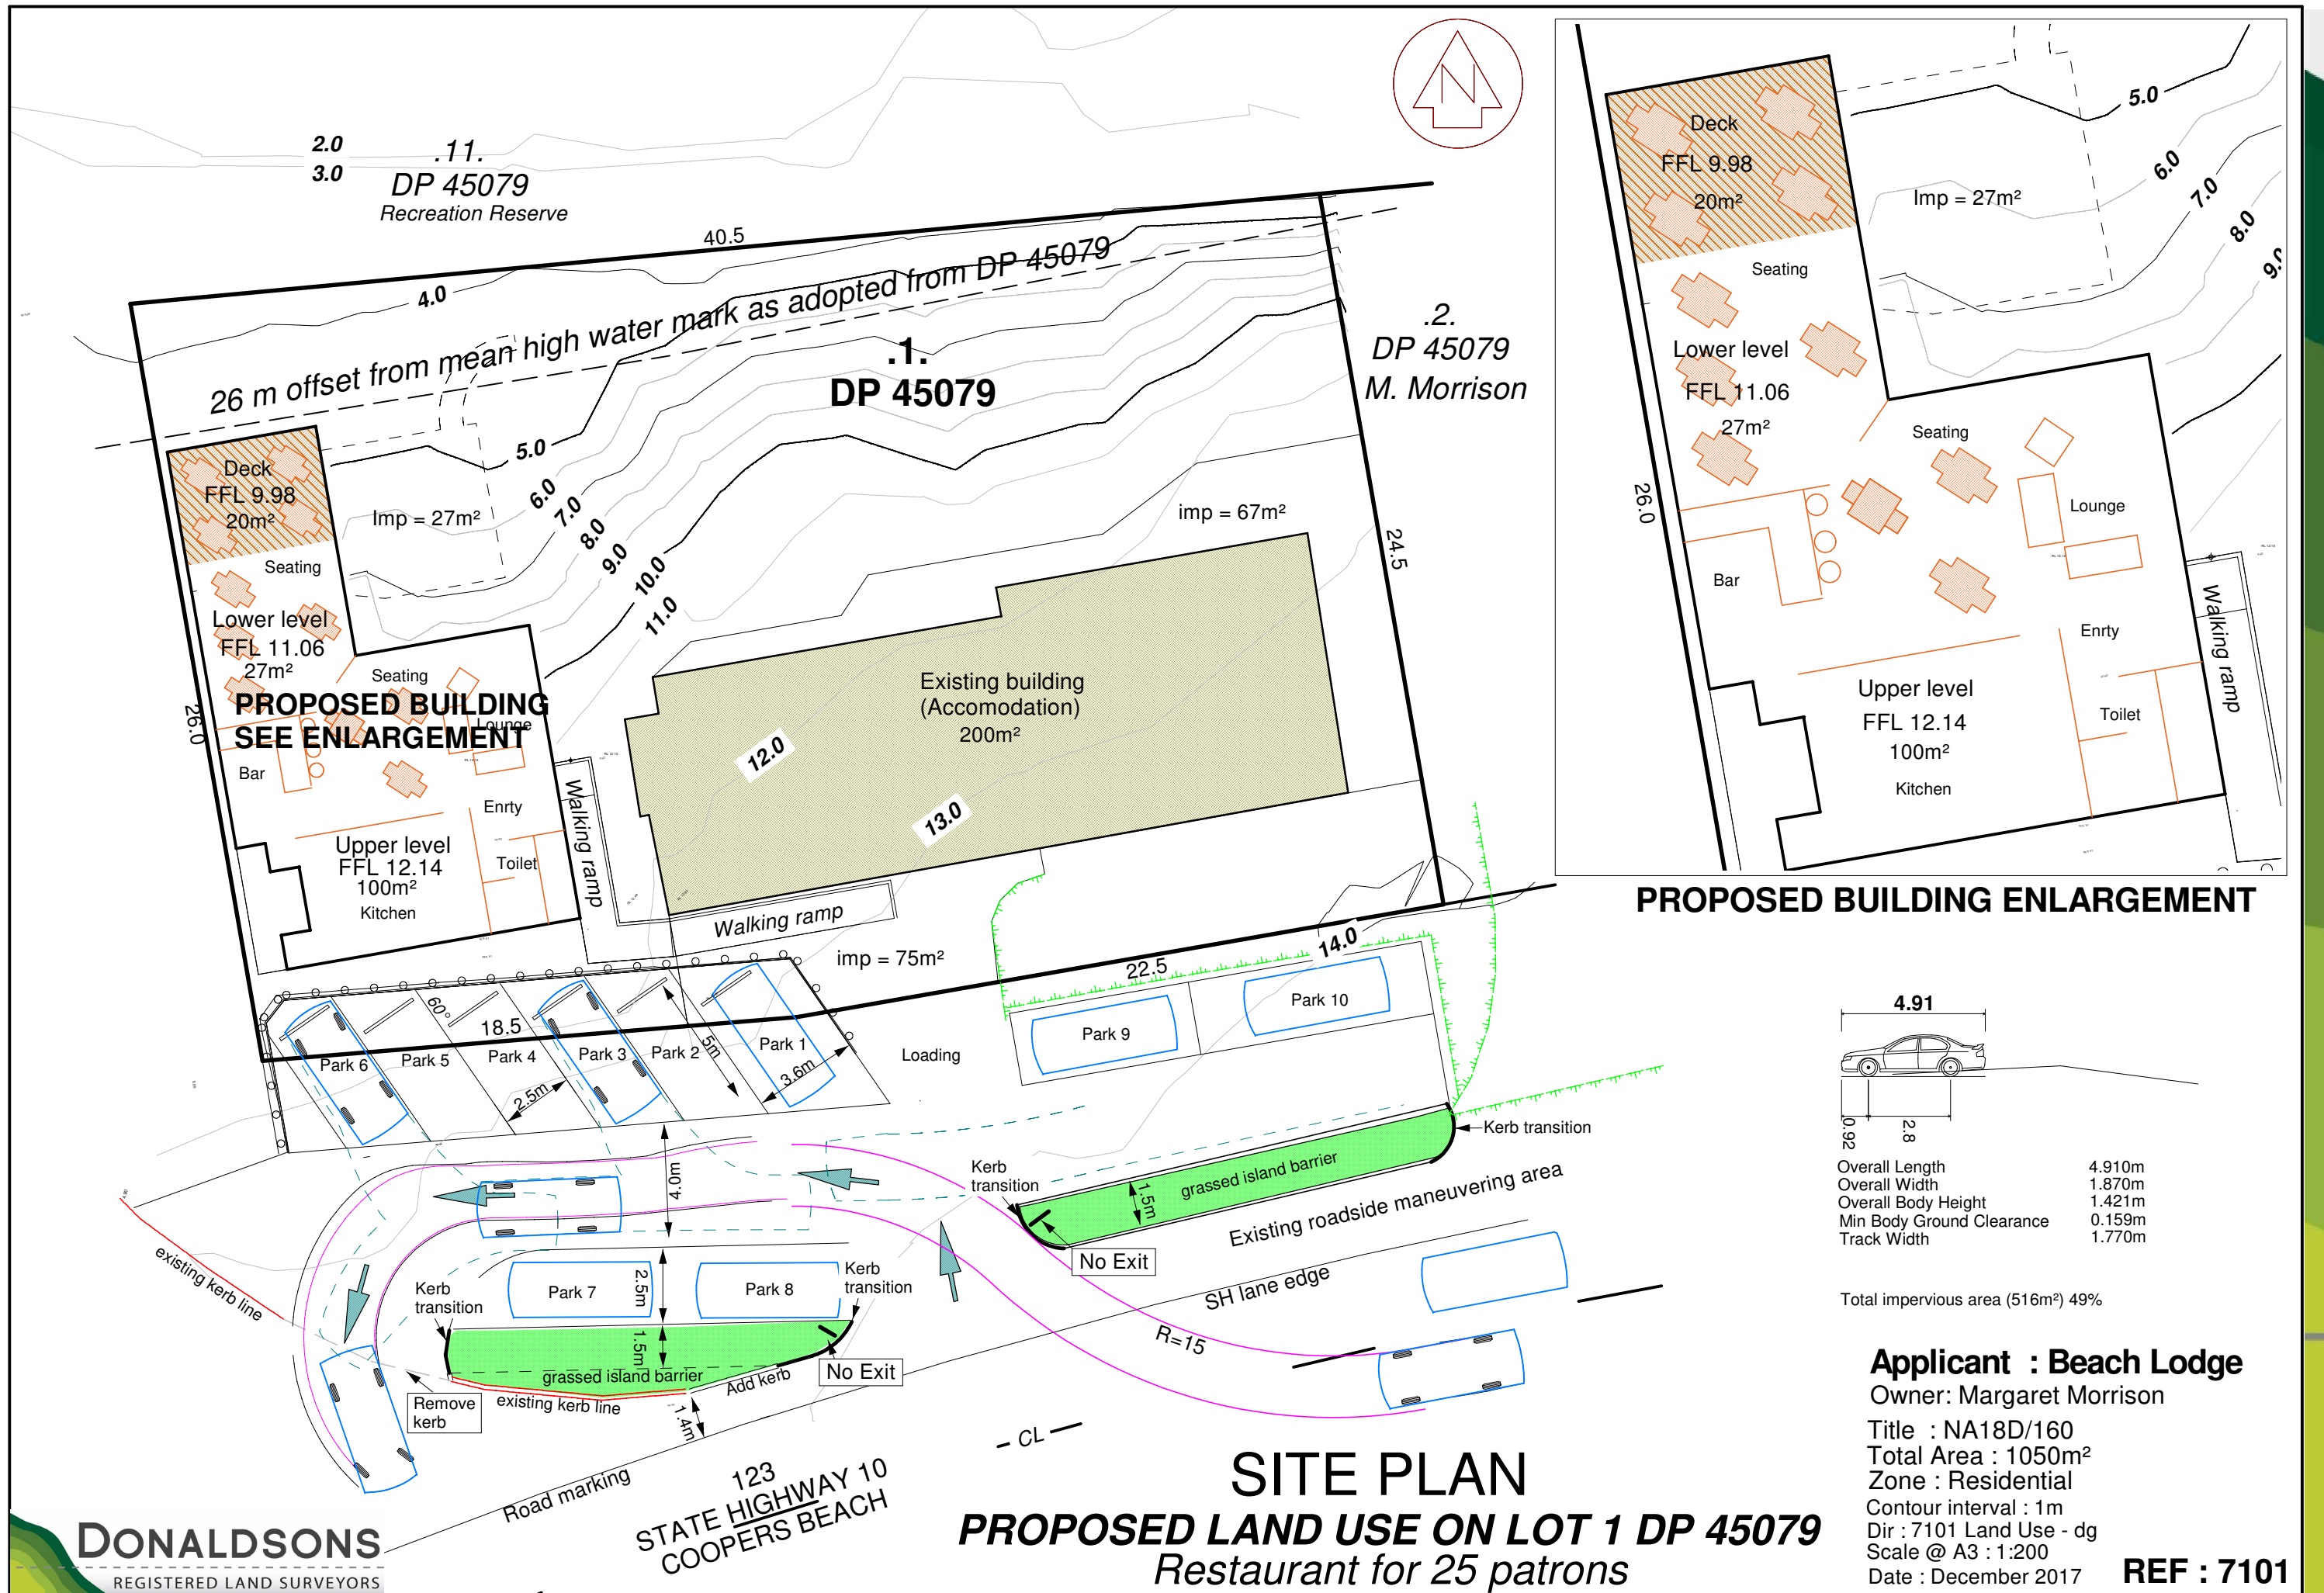 2.0
3.0
.11.
DP 45079
Recreation Reserve
N
40.5
4.0
26 m offset from mean high water mark as adopted from DP 45079
.1.
DP 45079
.2.
DP 45079
M. Morrison
5.0
6.0
7.0
8.0
9.0
10.0
11.0
12.0
13.0
14.0
Deck
FFL 9.98
20m²
Imp = 27m²
imp = 67m²
24.5
Seating
Lower level
FFL 11.06
27m²
Seating
PROPOSED BUILDING
SEE ENLARGEMENT
Lounge
26.0
Bar
Enrty
Upper level
FFL 12.14
100m²
Kitchen
Toilet
Walking ramp
Existing building
(Accomodation)
200m²
Walking ramp
imp = 75m²
22.5
18.5
60°
Park 6
Park 5
Park 4
Park 3
Park 2
Park 1
5m
2.5m
3.6m
Loading
Park 9
Park 10
4.0m
Kerb
transition
grassed island barrier
1.5m
Kerb transition
No Exit
Existing roadside maneuvering area
SH lane edge
R=15
existing kerb line
Kerb
transition
Park 7
2.5m
Park 8
Kerb
transition
1.5m
grassed island barrier
No Exit
Add kerb
Remove
kerb
existing kerb line
1.4m
Road marking
CL
123
STATE HIGHWAY 10
COOPERS BEACH
Deck
FFL 9.98
20m²
Imp = 27m²
5.0
6.0
7.0
8.0
9.0
Seating
Lower level
FFL 11.06
27m²
Seating
Lounge
26.0
Bar
Enrty
Upper level
FFL 12.14
100m²
Kitchen
Toilet
Walking ramp
PROPOSED BUILDING ENLARGEMENT
4.91
0.92
2.8
Overall Length 4.910m
Overall Width 1.870m
Overall Body Height 1.421m
Min Body Ground Clearance 0.159m
Track Width 1.770m
Total impervious area (516m²) 49%
Applicant : Beach Lodge
Owner: Margaret Morrison
Title : NA18D/160
Total Area : 1050m²
Zone : Residential
Contour interval : 1m
Dir : 7101 Land Use - dg
Scale @ A3 : 1:200
Date : December 2017
REF : 7101
SITE PLAN
PROPOSED LAND USE ON LOT 1 DP 45079
Restaurant for 25 patrons
DONALDSONS
REGISTERED LAND SURVEYORS